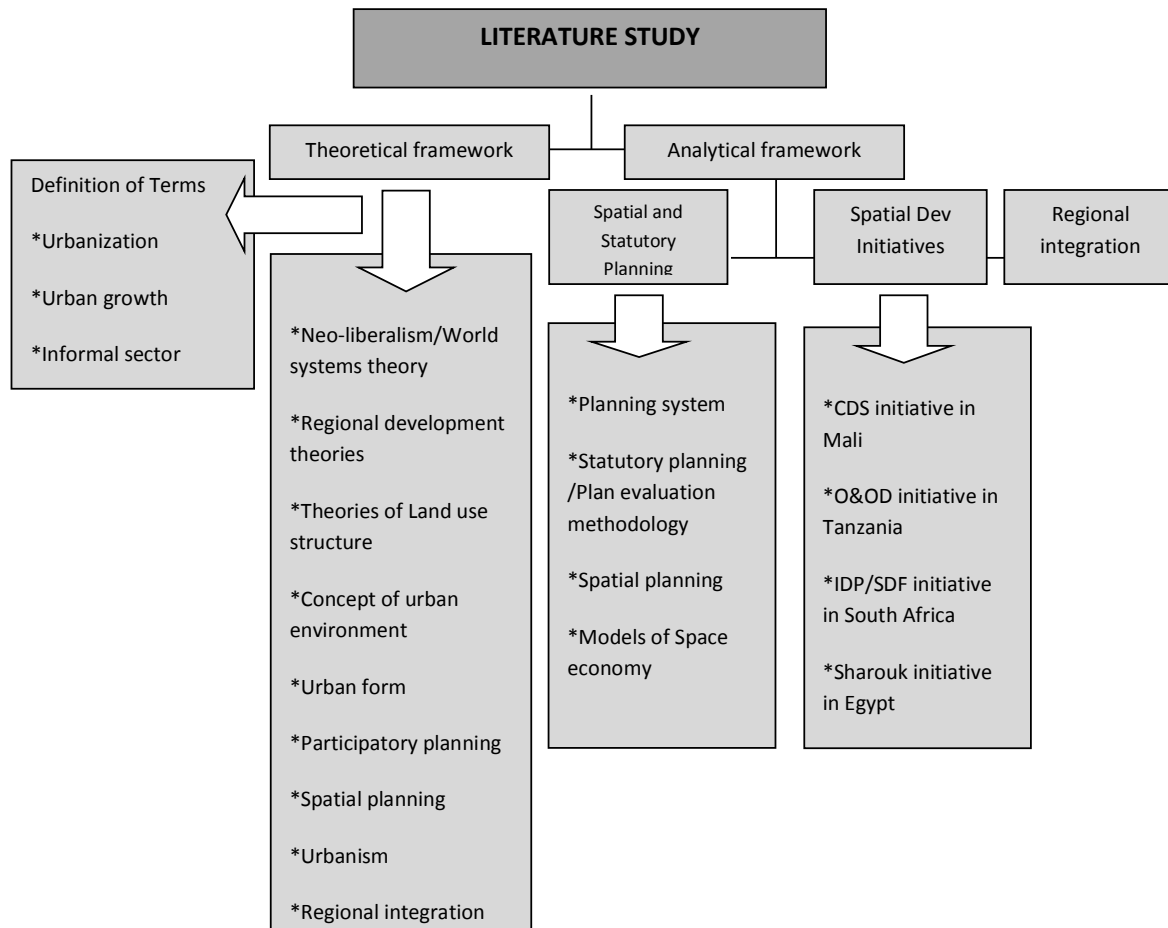 LITERATURE STUDY
Theoretical framework
Analytical framework
Definition of Terms
*Urbanization
*Urban growth
*Informal sector
Spatial and
Statutory
Planning
Spatial Dev
Initiatives
Regional
integration
*Neo-liberalism/World
systems theory
*Regional development
theories
*Theories of Land use
structure
*Concept of urban
environment
*Urban form
*Participatory planning
*Spatial planning
*Urbanism
*Regional integration
*Planning system
*Statutory planning
/Plan evaluation
methodology
*Spatial planning
*Models of Space
economy
*CDS initiative in
Mali
*O&OD initiative in
Tanzania
*IDP/SDF initiative
in South Africa
*Sharouk initiative
in Egypt